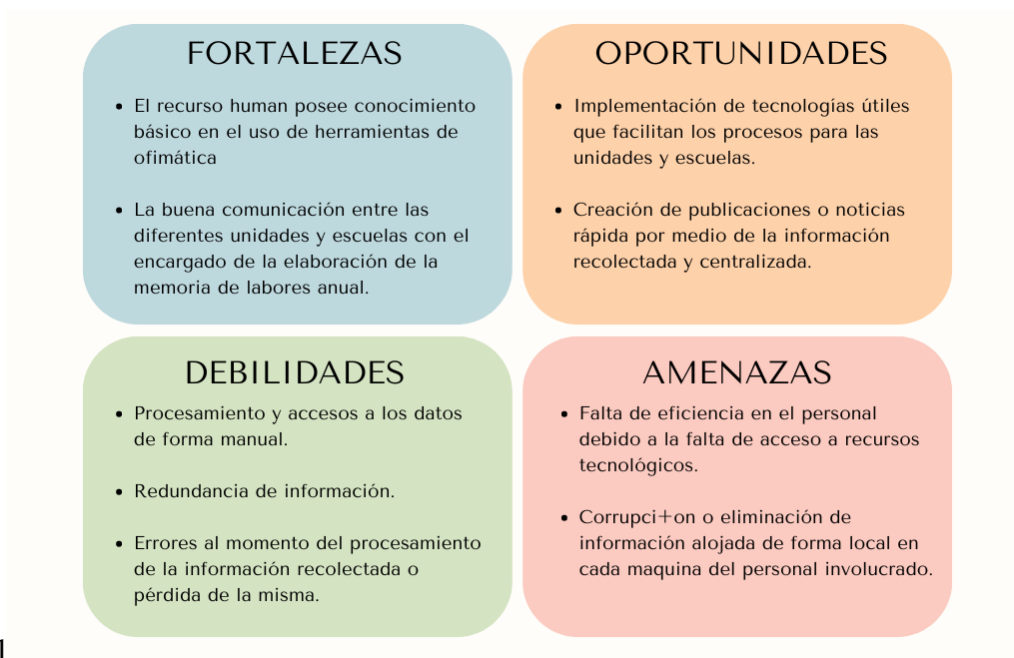 FORTALEZAS
• El recurso human posee conocimiento
básico en el uso de herramientas de
ofimática
• La buena comunicación entre las
diferentes unidades y escuelas con el
encargado de la elaboración de la
memoria de labores anual.
OPORTUNIDADES
• Implementación de tecnologías útiles
que facilitan los procesos para las
unidades y escuelas.
• Creación de publicaciones o noticias
rápida por medio de la información
recolectada y centralizada.
DEBILIDADES
• Procesamiento y accesos a los datos
de forma manual.
• Redundancia de información.
• Errores al momento del procesamiento
de la información recolectada o
pérdida de la misma.
AMENAZAS
• Falta de eficiencia en el personal
debido a la falta de acceso a recursos
tecnológicos.
• Corrupci+on o eliminación de
información alojada de forma local en
cada maquina del personal involucrado.